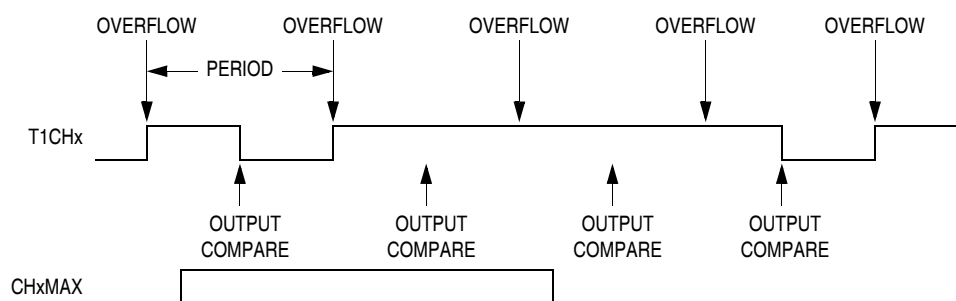 OVERFLOW OVERFLOW OVERFLOW OVERFLOW OVERFLOW
PERIOD
T1CHx
OUTPUT OUTPUT OUTPUT OUTPUT
COMPARE COMPARE COMPARE COMPARE
CHxMAX